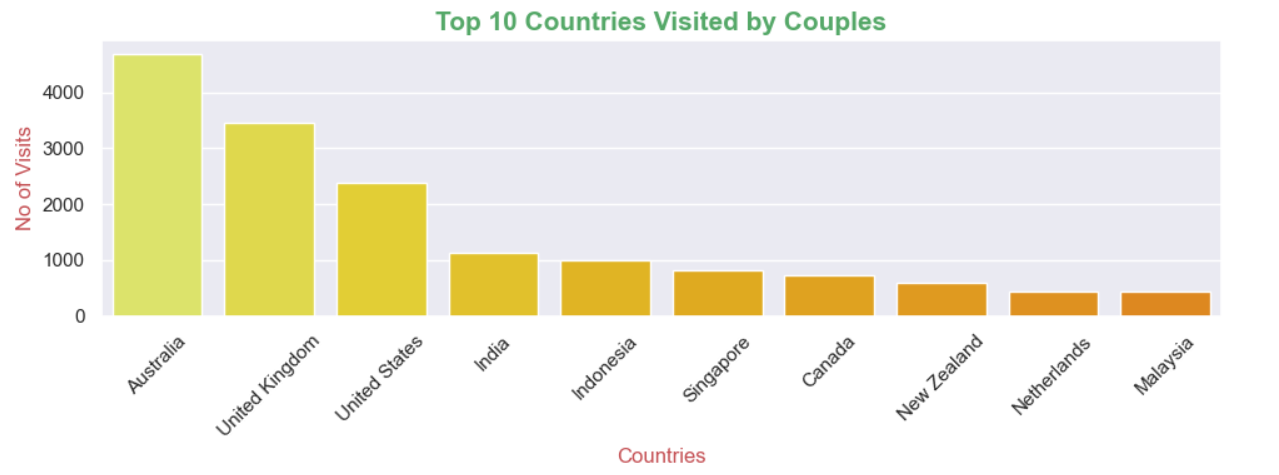 Top 10 Countries Visited by Couples
No of Visits
4000
3000
2000
1000
0
Australia
United Kingdom
United States
India
Indonesia
Singapore
Canada
New Zealand
Netherlands
Malaysia
Countries